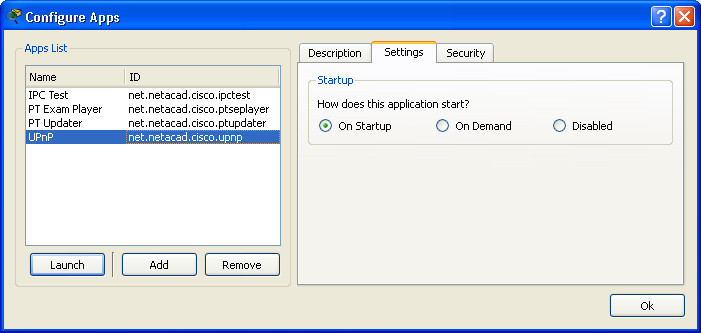 Configure Apps
Apps List
Name ID
IPC Test net.netacad.cisco.ipctest
PT Exam Player net.netacad.cisco.ptseplayer
PT Updater net.netacad.cisco.ptupdater
UPnP net.netacad.cisco.upnp
Launch Add Remove
Description Settings Security
Startup
How does this application start?
On Startup On Demand Disabled
Ok